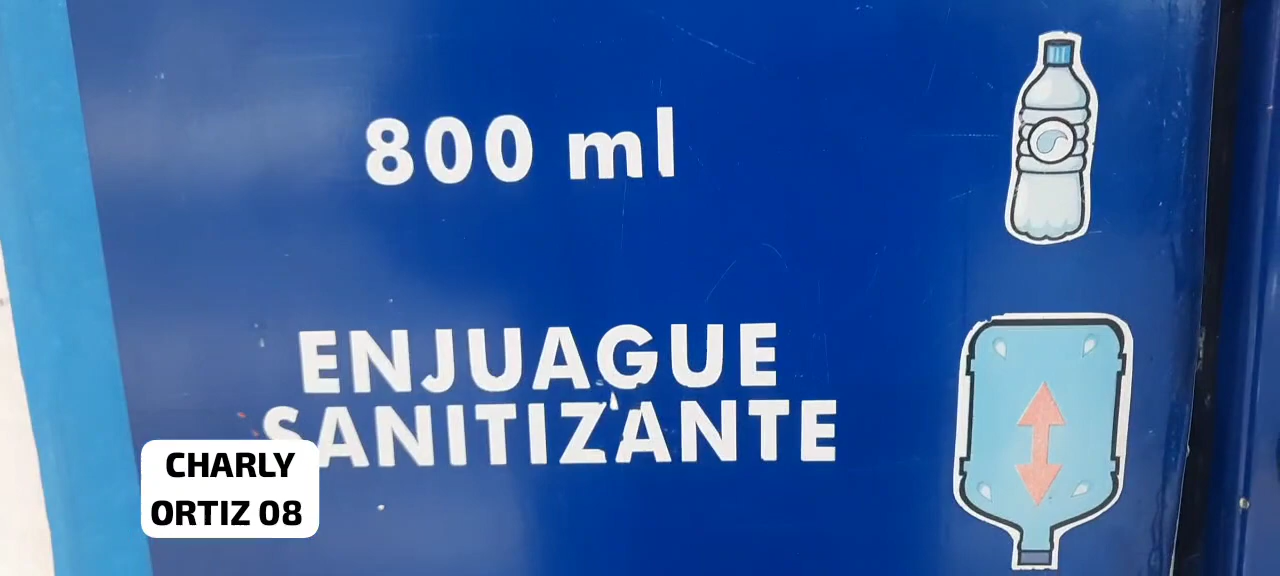 800 ml
ENJUAGUE
SANITIZANTE
CHARLY
ORTIZ 08